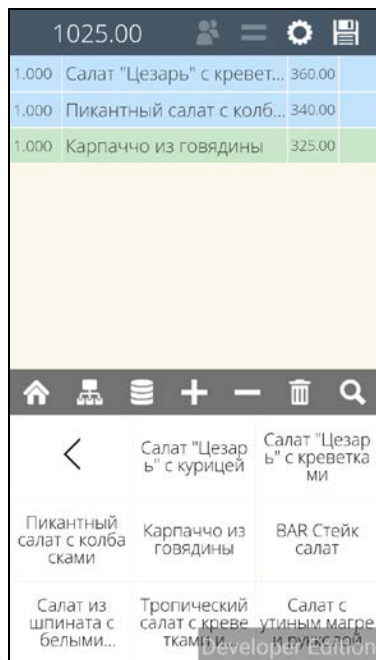 1025.00
1.000 Салат "Цезарь" с кревет... 360.00
1.000 Пикантный салат с колб... 340.00
1.000 Карпаччо из говядины 325.00
Салат "Цезар
ь" с курицей
Салат "Цезар
ь" с креветка
ми
Пикантный
салат с колба
сками
Карпаччо из
говядины
BAR Стейк
салат
Салат из
шпината с
белыми...
Тропический
салат с креве
тками и...
Салат с
утиным магре
и рукколой
Developer Edition